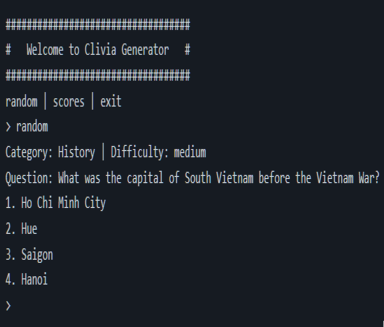 ###################################
#   Welcome to Clivia Generator   #
###################################
random | scores | exit
> random
Category: History | Difficulty: medium
Question: What was the capital of South Vietnam before the Vietnam War?
1. Ho Chi Minh City
2. Hue
3. Saigon
4. Hanoi
>